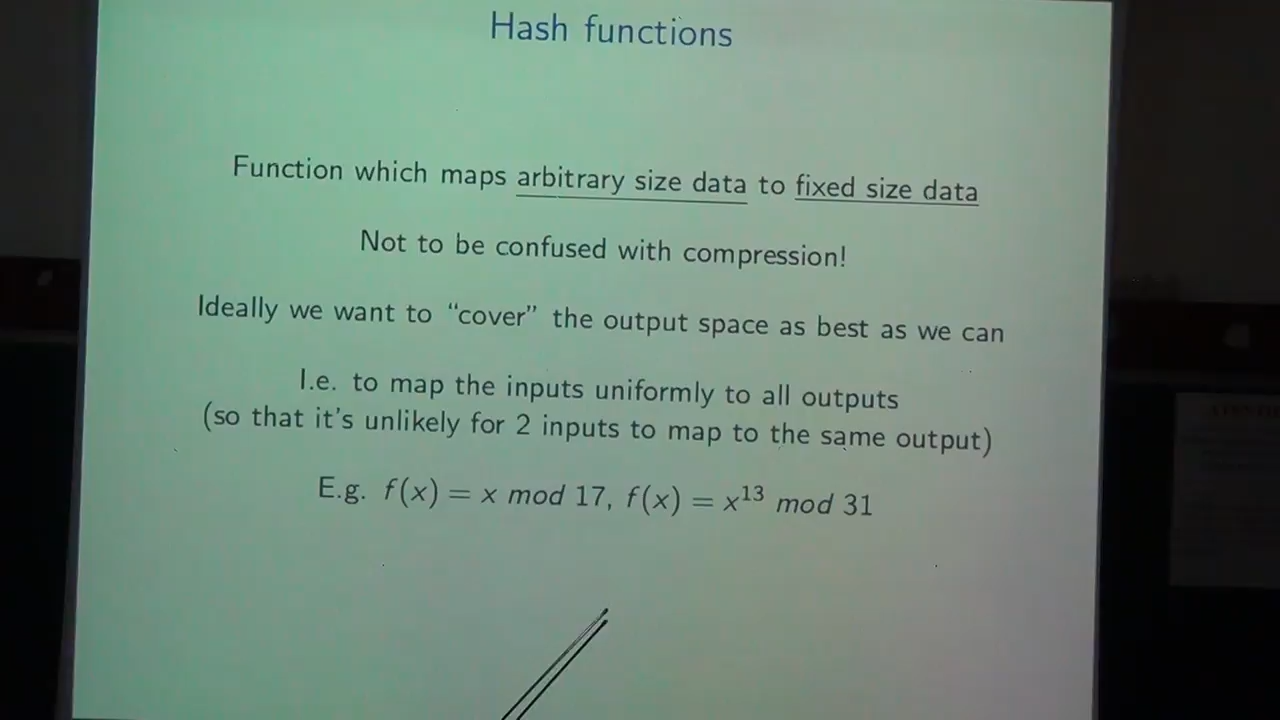 Hash functions
Function which maps arbitrary size data to fixed size data
Not to be confused with compression!
Ideally we want to “cover” the output space as best as we can
I.e. to map the inputs uniformly to all outputs
(so that it's unlikely for 2 inputs to map to the same output)
E.g. f(x) = x mod 17, f(x) = x¹³ mod 31